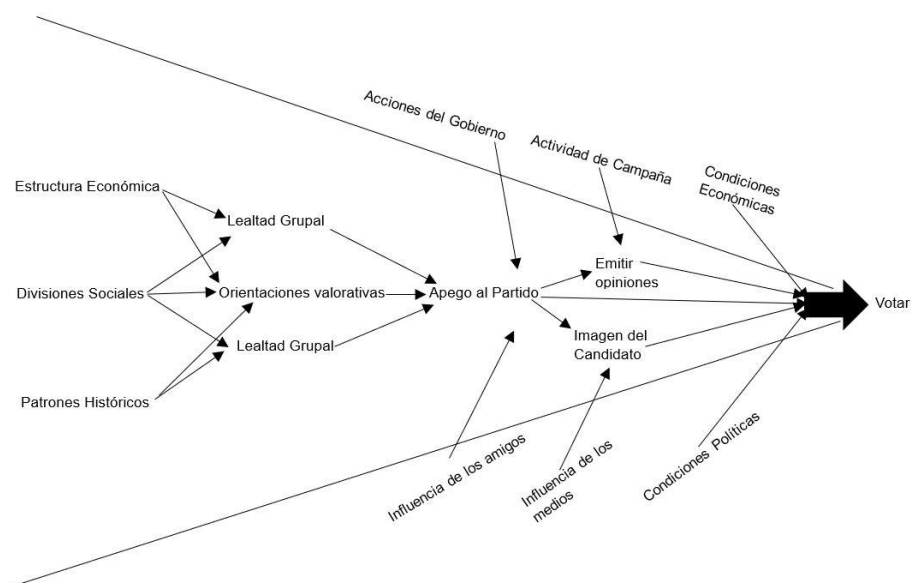 Acciones del Gobierno
Actividad de Campaña
Condiciones
Económicas
Estructura Económica
Lealtad Grupal
Divisiones Sociales
Orientaciones valorativas
Apego al Partido
Emitir
opiniones
Votar
Lealtad Grupal
Imagen del
Candidato
Patrones Históricos
Influencia de los amigos
Influencia de los
medios
Condiciones Políticas